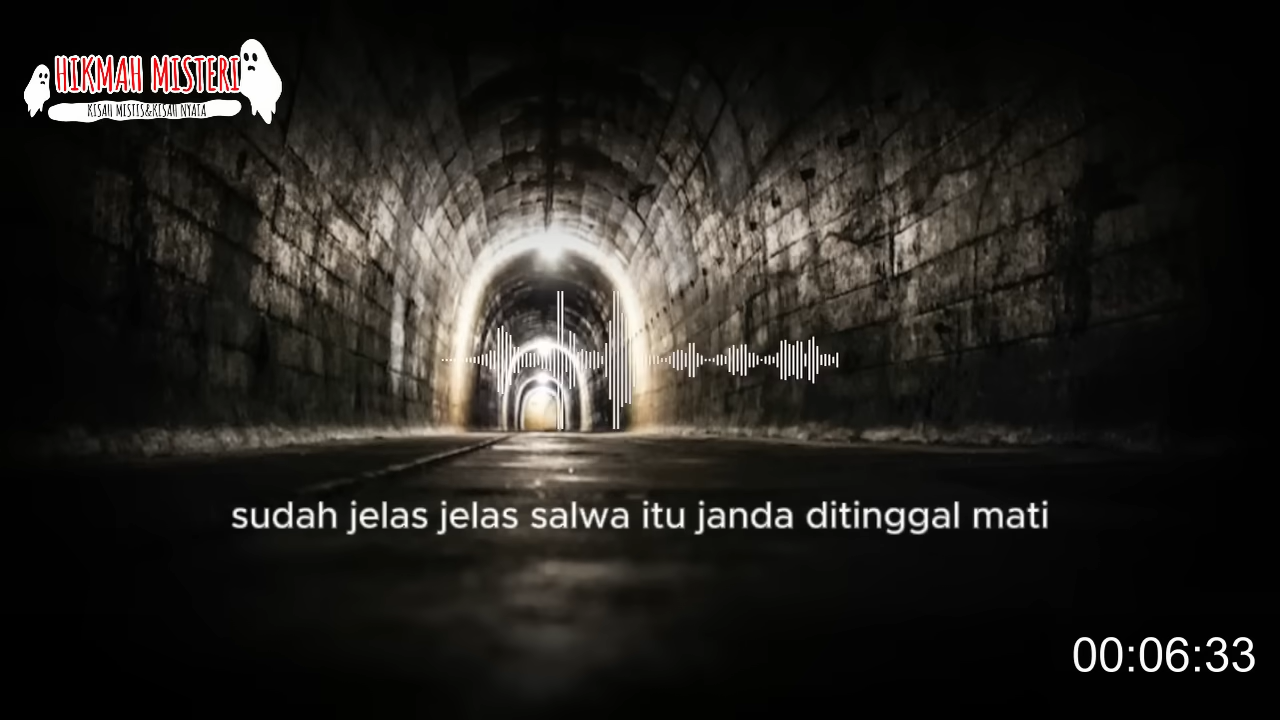 HIKMAH MISTERI
KISAH MISTIS&KISAH NYATA
sudah jelas jelas salwa itu janda ditinggal mati
00:06:33